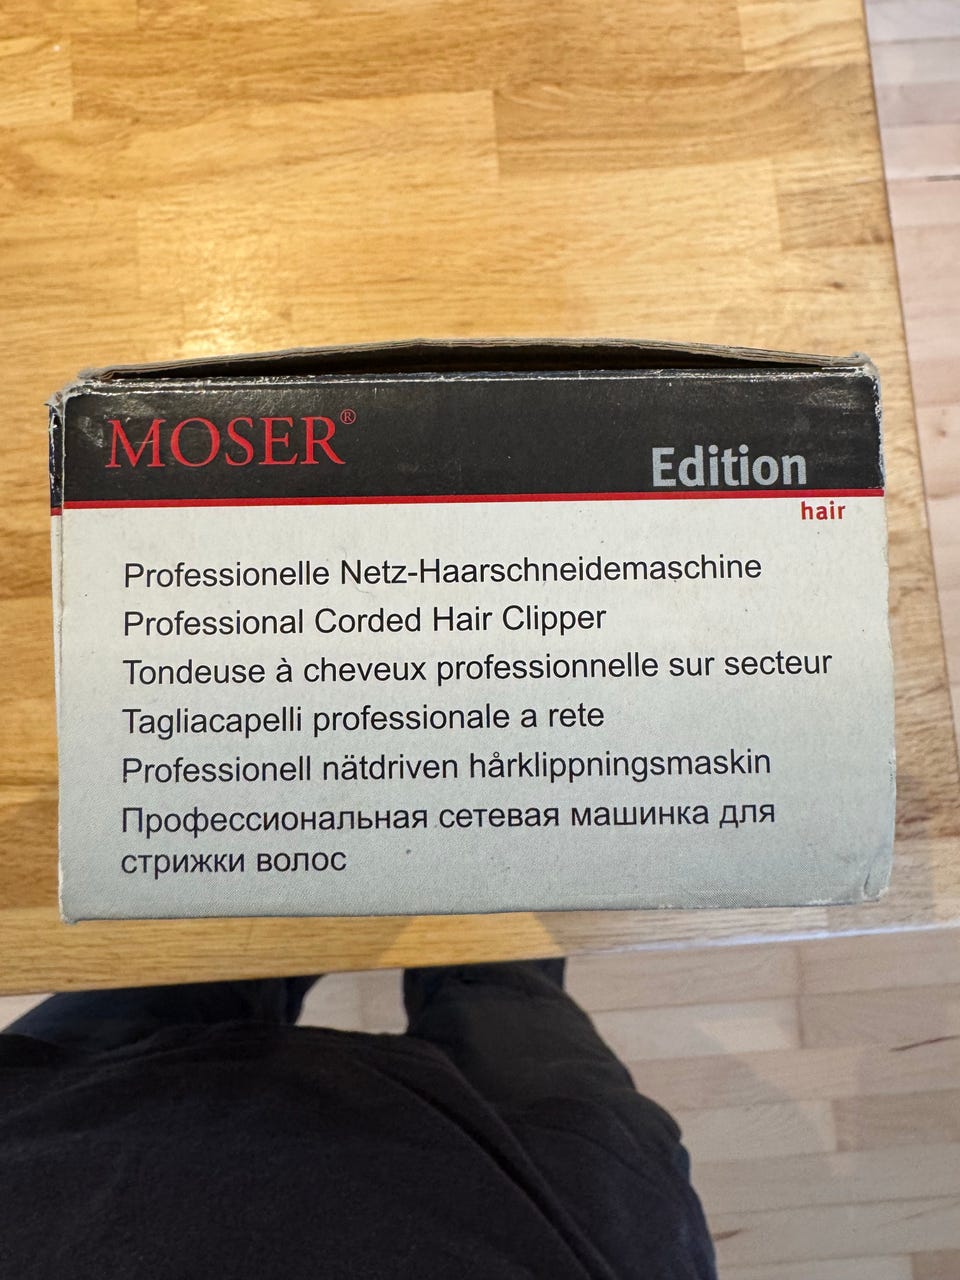 MOSER®
Edition
hair
Professionelle Netz-Haarschneidemaschine
Professional Corded Hair Clipper
Tondeuse à cheveux professionnelle sur secteur
Tagliacapelli professionale a rete
Professionell nätdriven hårklippningsmaskin
Профессиональная сетевая машинка для
стрижки волос